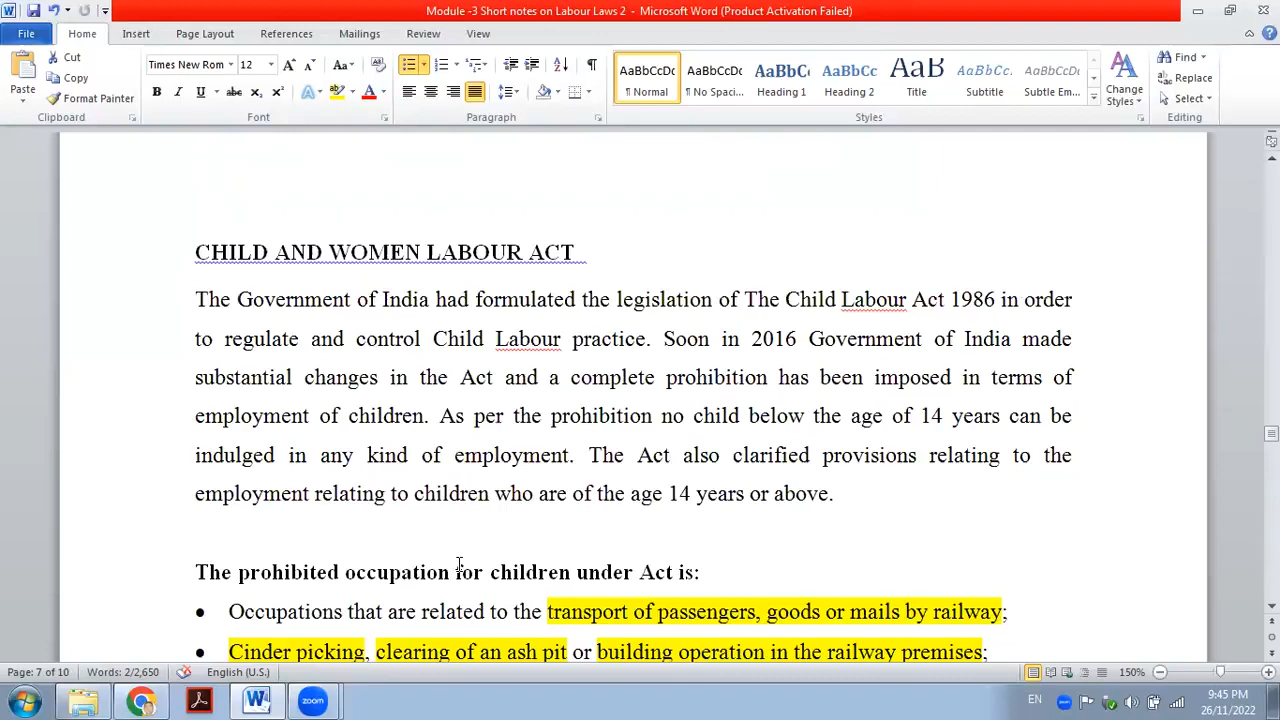 Module -3 Short notes on Labour Laws 2 - Microsoft Word (Product Activation Failed)
File Home Insert Page Layout References Mailings Review View
Paste Cut Copy Format Painter
Times New Rom 12
AaBbCcDc AaBbCcDc AaBbC AaBbCc AaB AaBbCcL AaBbCcDc
¶ Normal ¶ No Spaci... Heading 1 Heading 2 Title Subtitle Subtle Em...
Change Styles
Find Replace Select
Clipboard Font Paragraph Styles Editing
CHILD AND WOMEN LABOUR ACT
The Government of India had formulated the legislation of The Child Labour Act 1986 in order
to regulate and control Child Labour practice. Soon in 2016 Government of India made
substantial changes in the Act and a complete prohibition has been imposed in terms of
employment of children. As per the prohibition no child below the age of 14 years can be
indulged in any kind of employment. The Act also clarified provisions relating to the
employment relating to children who are of the age 14 years or above.
The prohibited occupation for children under Act is:
• Occupations that are related to the transport of passengers, goods or mails by railway;
• Cinder picking, clearing of an ash pit or building operation in the railway premises;
Page: 7 of 10 Words: 2/2,650 English (U.S.) 150%
zoom EN 9:45 PM
26/11/2022